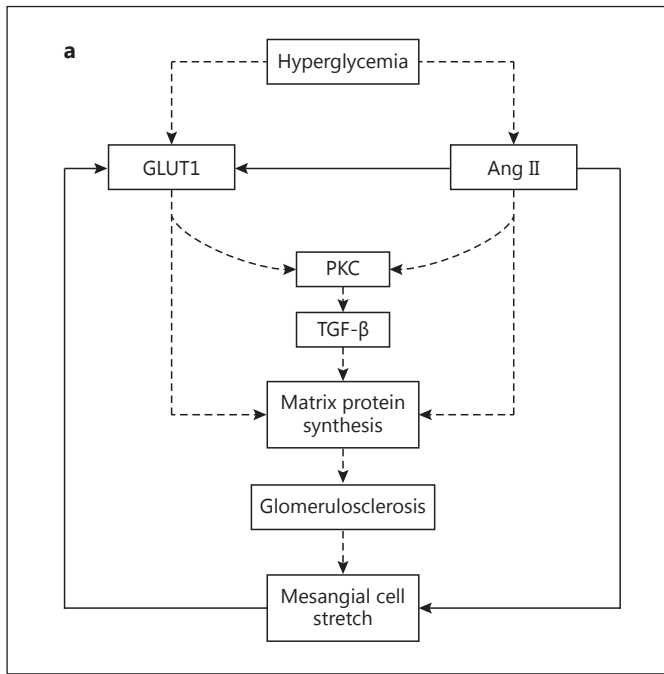 a
Hyperglycemia
GLUT1
Ang II
PKC
TGF-β
Matrix protein
synthesis
Glomerulosclerosis
Mesangial cell
stretch